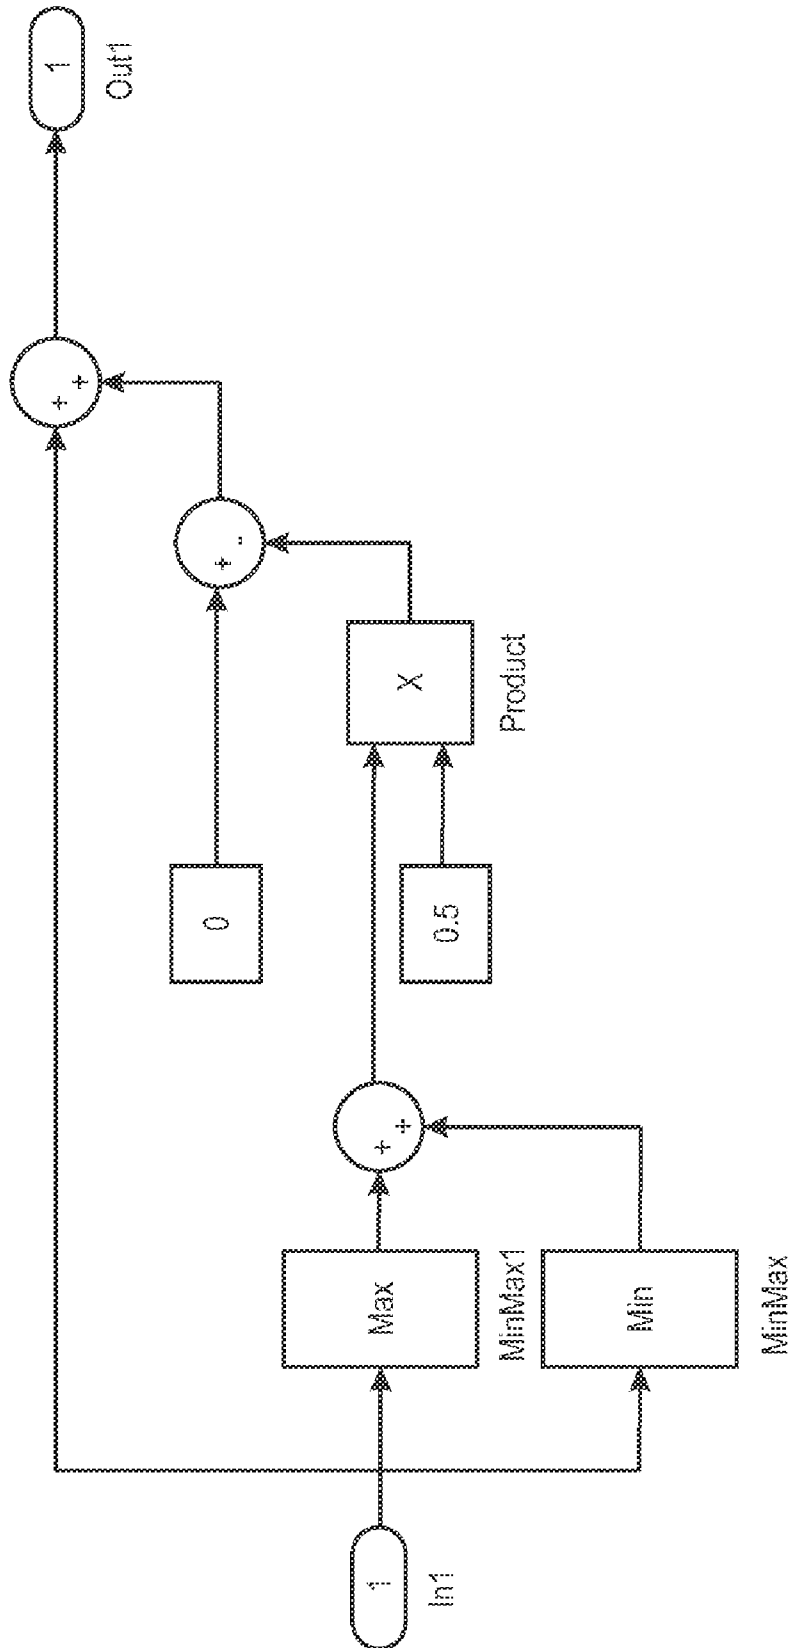 1
Out1
+
+
+
-
X
Product
0
0.5
+
+
Max
MinMax1
Min
MinMax
1
In1